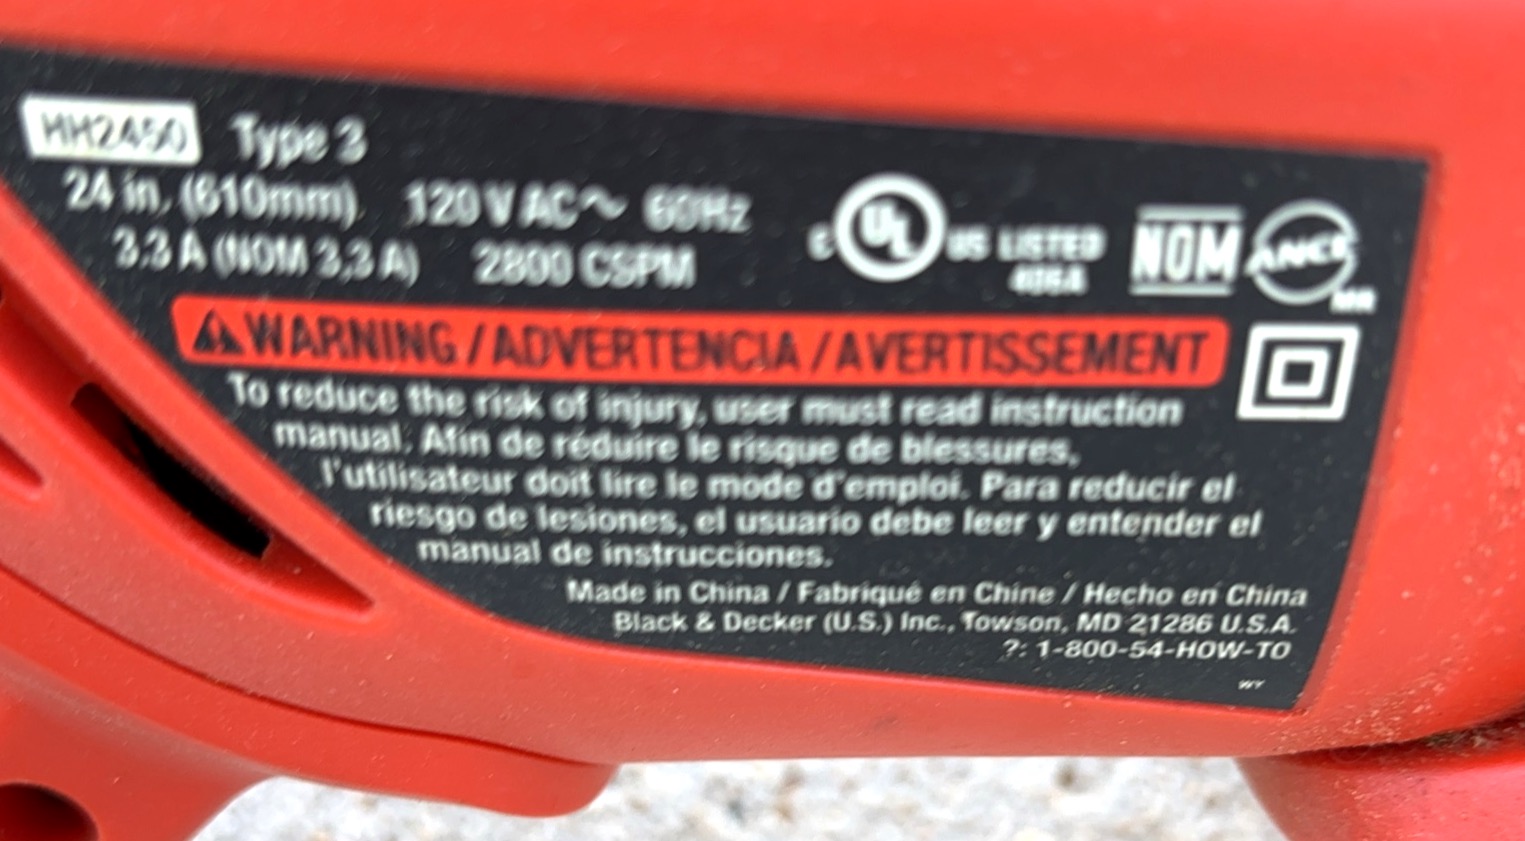 HH2450 Type 3
24 in. (610mm) 120 V AC~ 60Hz
3.3 A (NOM 3.3 A) 2800 CSPM
C UL US LISTED
NOM
ANCE
MR
WARNING / ADVERTENCIA / AVERTISSEMENT
To reduce the risk of injury, user must read instruction
manual. Afin de réduire le risque de blessures,
l'utilisateur doit lire le mode d'emploi. Para reducir el
riesgo de lesiones, el usuario debe leer y entender el
manual de instrucciones.
Made in China / Fabriqué en Chine / Hecho en China
Black & Decker (U.S.) Inc., Towson, MD 21286 U.S.A.
?: 1-800-54-HOW-TO